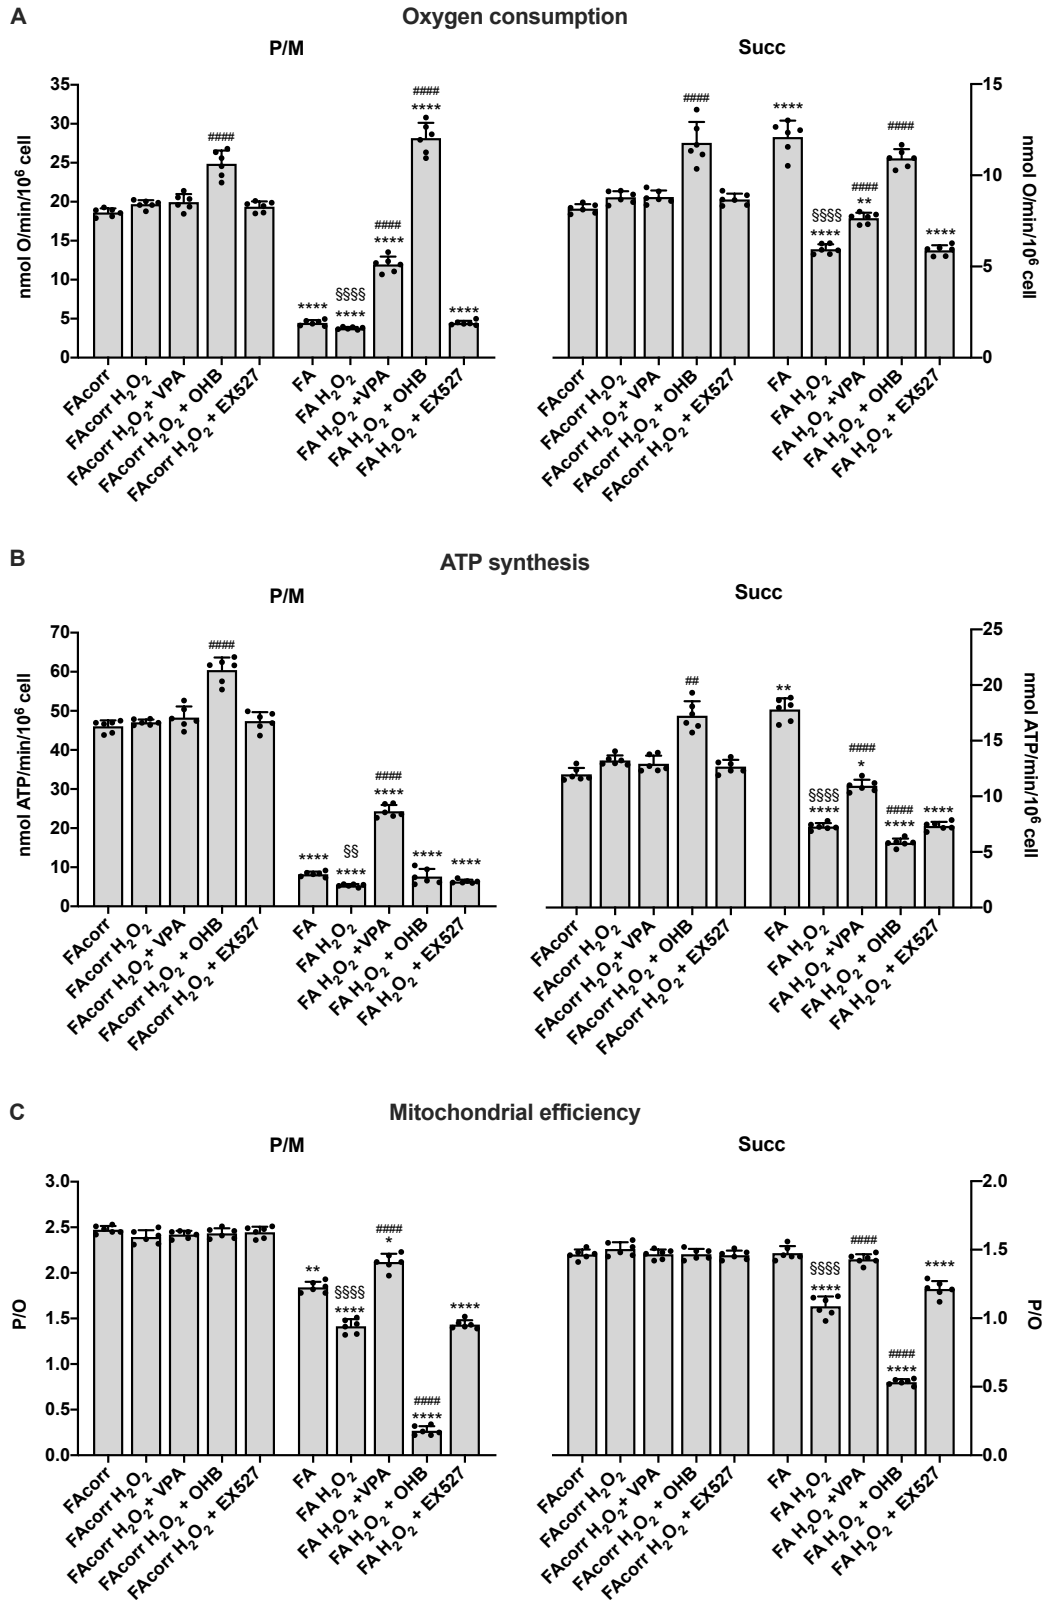 A
Oxygen consumption
P/M
Succ
nmol O/min/10⁶ cell
35
30
25
20
15
10
5
0
####
****
§§§§
****
####
****
####
****
****
FAcorr
FAcorr H₂O₂
FAcorr H₂O₂+ VPA
FAcorr H₂O₂ + OHB
FAcorr H₂O₂ + EX527
FA
FA H₂O₂
FA H₂O₂ +VPA
FA H₂O₂ + OHB
FA H₂O₂ + EX527
####
****
§§§§
****
####
**
####
****
15
10
5
0
nmol O/min/10⁶ cell
FAcorr
FAcorr H₂O₂
FAcorr H₂O₂ + VPA
FAcorr H₂O₂ + OHB
FAcorr H₂O₂ + EX527
FA
FA H₂O₂
FA H₂O₂ +VPA
FA H₂O₂ + OHB
FA H₂O₂ + EX527
B
ATP synthesis
P/M
Succ
nmol ATP/min/10⁶ cell
70
60
50
40
30
20
10
0
####
****
§§
****
####
****
****
****
FAcorr
FAcorr H₂O₂
FAcorr H₂O₂ + VPA
FAcorr H₂O₂ + OHB
FAcorr H₂O₂ + EX527
FA
FA H₂O₂
FA H₂O₂ +VPA
FA H₂O₂ + OHB
FA H₂O₂ + EX527
##
**
§§§§
****
####
*
####
****
****
25
20
15
10
5
0
nmol ATP/min/10⁶ cell
FAcorr
FAcorr H₂O₂
FAcorr H₂O₂ + VPA
FAcorr H₂O₂ + OHB
FAcorr H₂O₂ + EX527
FA
FA H₂O₂
FA H₂O₂ +VPA
FA H₂O₂ + OHB
FA H₂O₂ + EX527
C
Mitochondrial efficiency
P/M
Succ
P/O
3.0
2.5
2.0
1.5
1.0
0.5
0.0
**
§§§§
****
####
*
####
****
****
FAcorr
FAcorr H₂O₂
FAcorr H₂O₂ + VPA
FAcorr H₂O₂ + OHB
FAcorr H₂O₂ + EX527
FA
FA H₂O₂
FA H₂O₂ +VPA
FA H₂O₂ + OHB
FA H₂O₂ + EX527
§§§§
****
####
####
****
****
2.0
1.5
1.0
0.5
0.0
P/O
FAcorr
FAcorr H₂O₂
FAcorr H₂O₂ + VPA
FAcorr H₂O₂ + OHB
FAcorr H₂O₂ + EX527
FA
FA H₂O₂
FA H₂O₂ +VPA
FA H₂O₂ + OHB
FA H₂O₂ + EX527